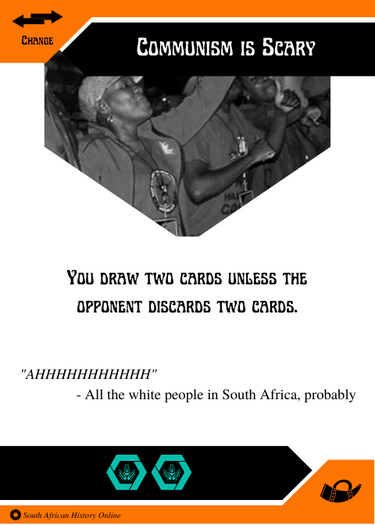 Change
Communism is Scary
You draw two cards unless the
opponent discards two cards.
"AHHHHHHHHHHH"
- All the white people in South Africa, probably
South African History Online